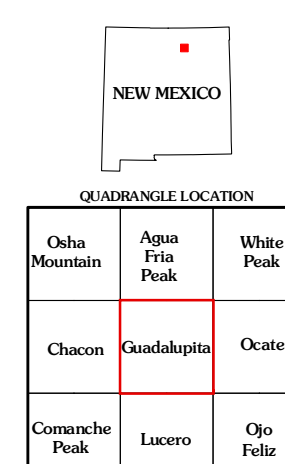 NEW MEXICO
QUADRANGLE LOCATION
Osha
Mountain
Agua
Fria
Peak
White
Peak
Chacon
Guadalupita
Ocate
Comanche
Peak
Lucero
Ojo
Feliz